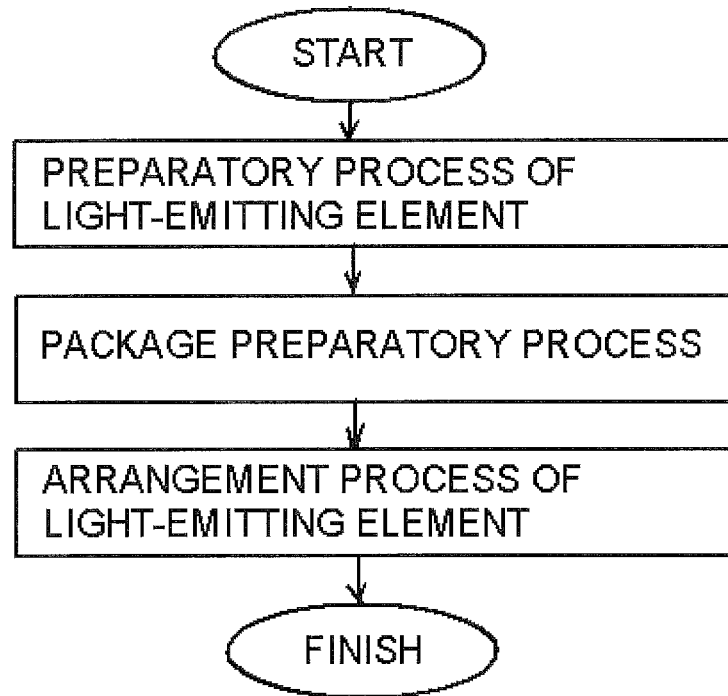 START
PREPARATORY PROCESS OF
LIGHT-EMITTING ELEMENT
PACKAGE PREPARATORY PROCESS
ARRANGEMENT PROCESS OF
LIGHT-EMITTING ELEMENT
FINISH